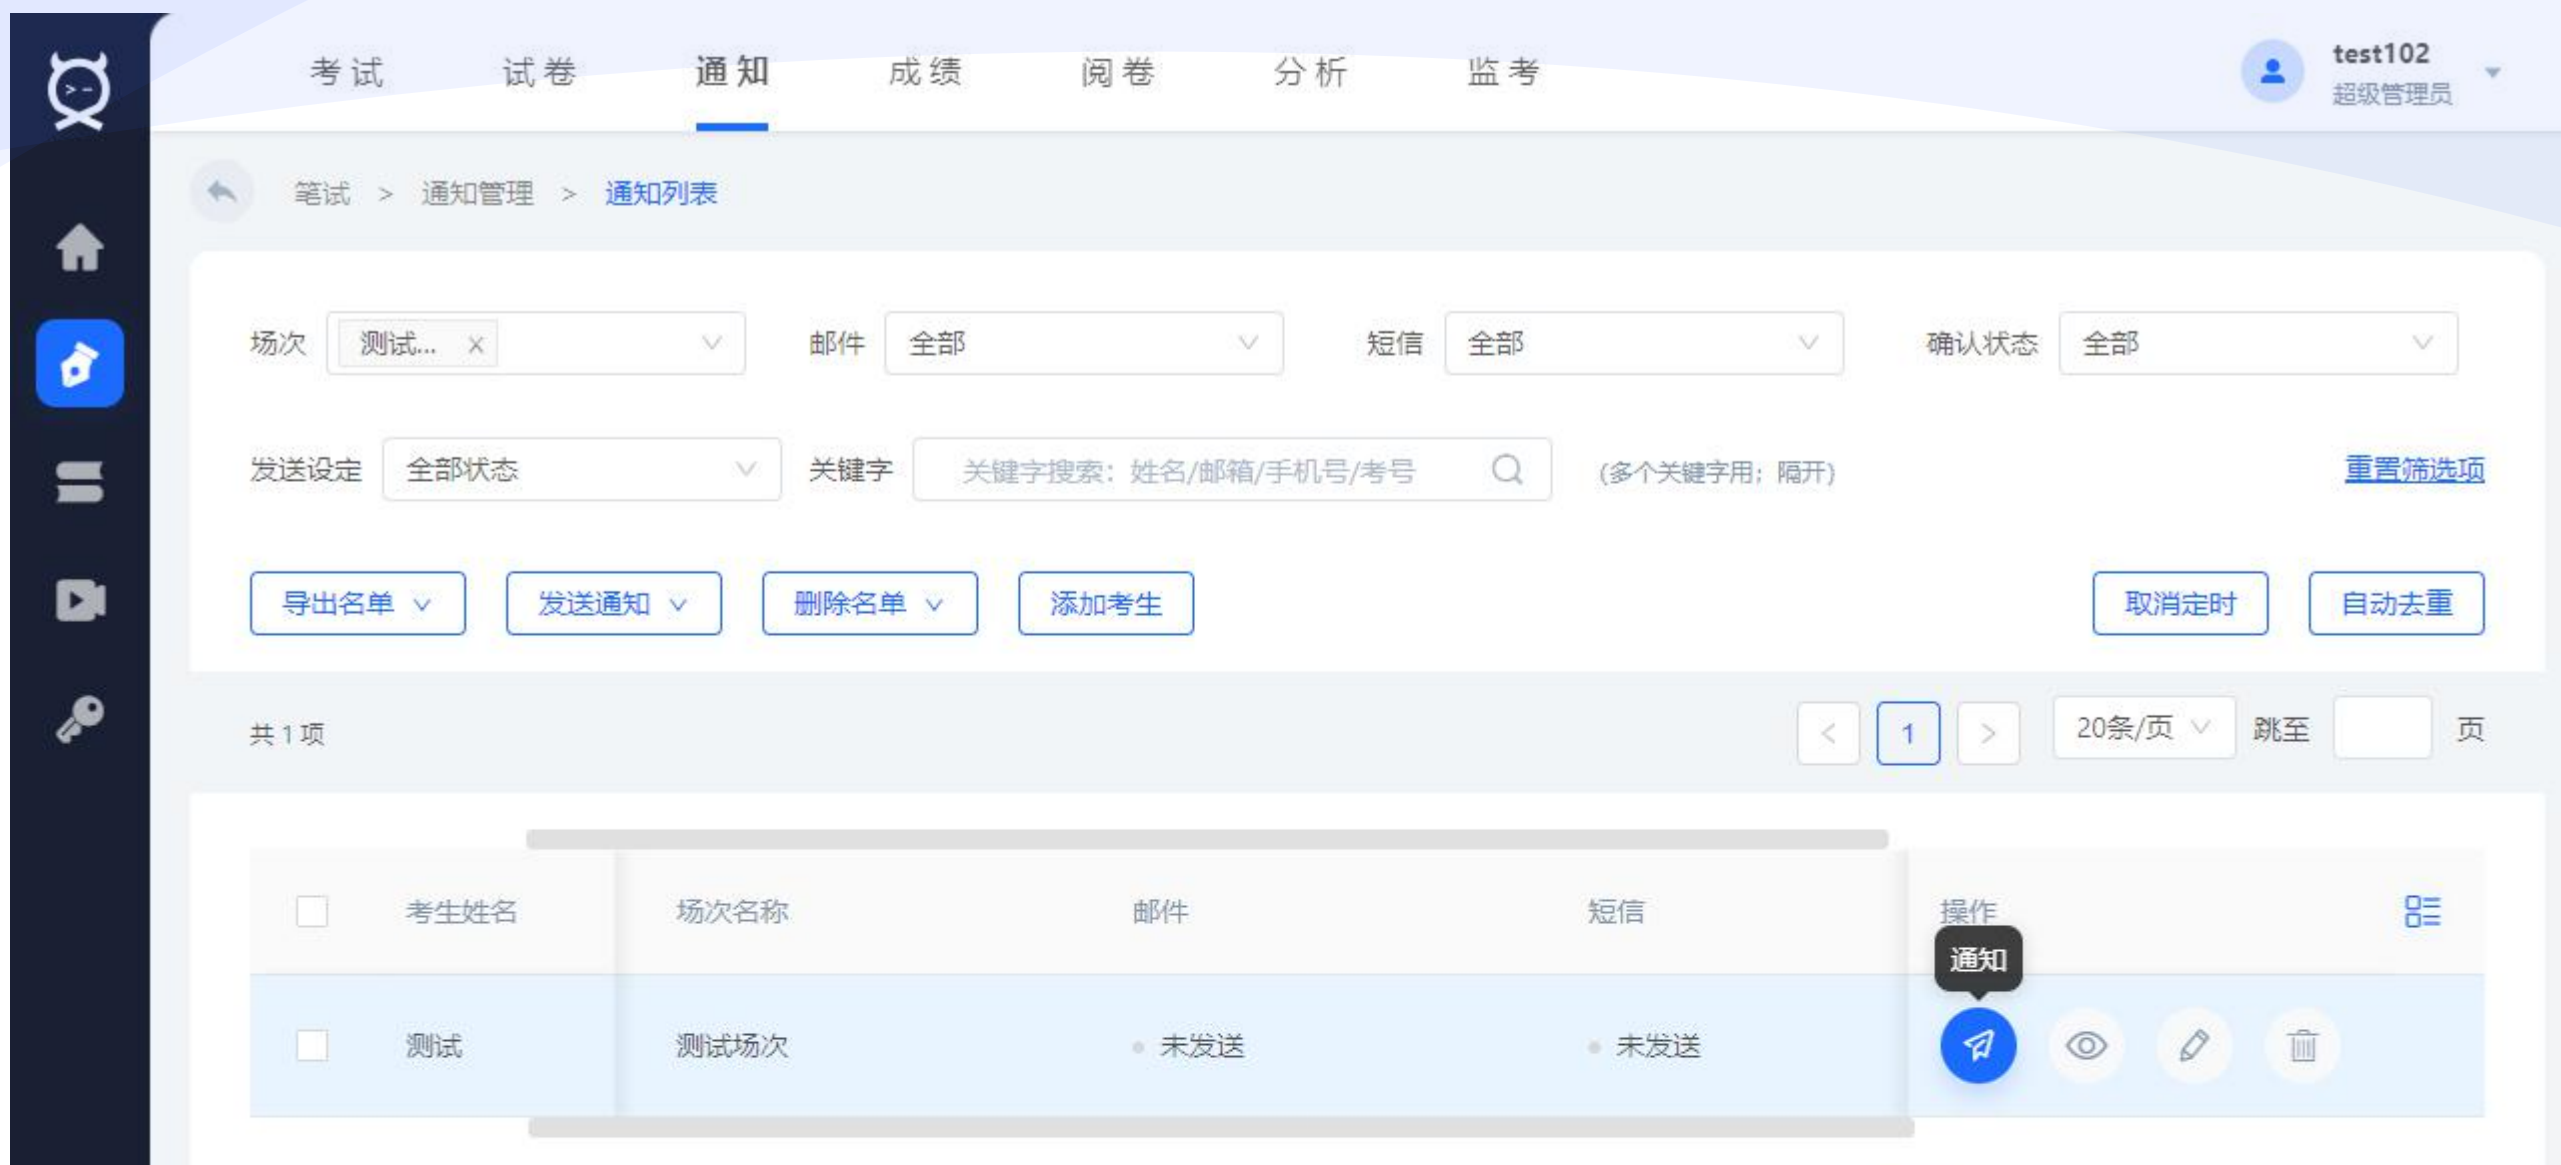 考试 试卷 通知 成绩 阅卷 分析 监考 test102
超级管理员
笔试 > 通知管理 > 通知列表
场次 测试... × 邮件 全部 短信 全部 确认状态 全部
发送设定 全部状态 关键字 关键字搜索：姓名/邮箱/手机号/考号 (多个关键字用；隔开) 重置筛选项
导出名单 发送通知 删除名单 添加考生 取消定时 自动去重
共 1 项 < 1 > 20条/页 跳至 页
考生姓名 场次名称 邮件 短信 操作
通知
测试 测试场次 未发送 未发送